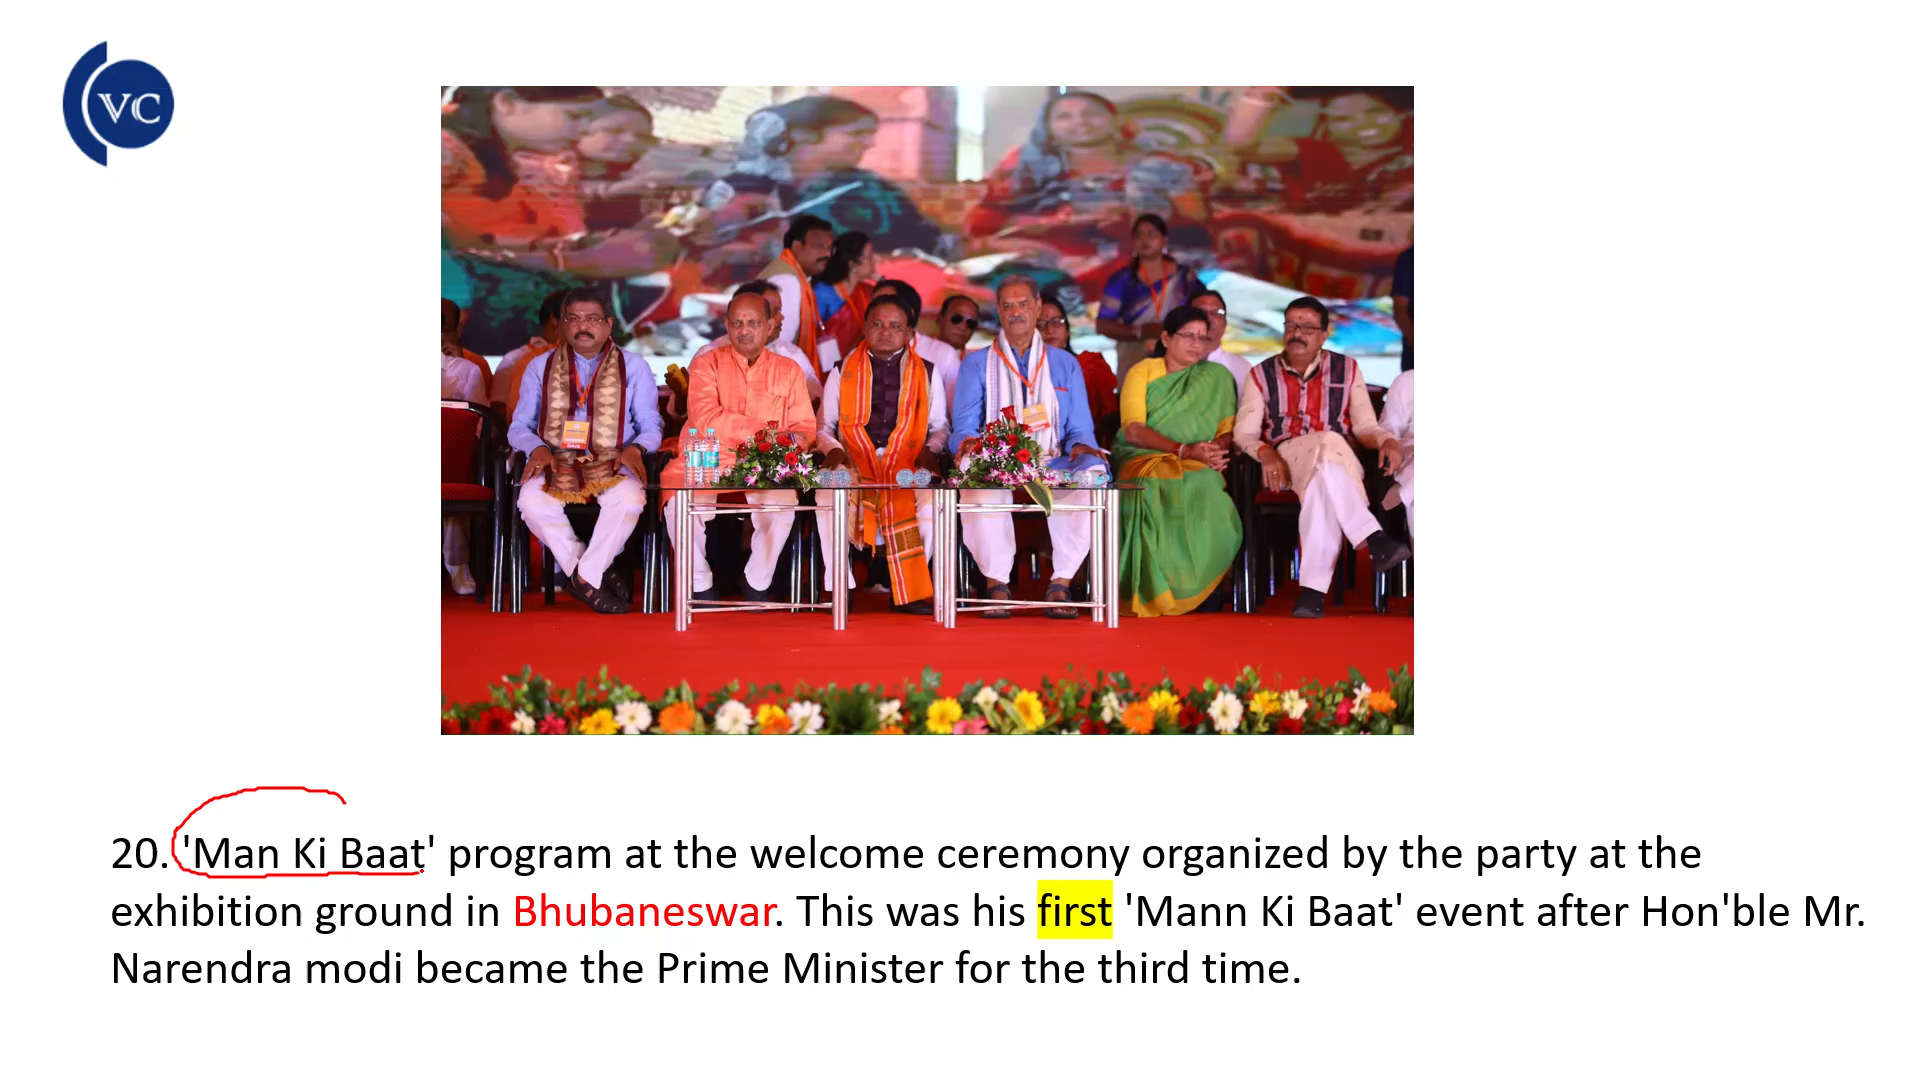 VC
20. 'Man Ki Baat' program at the welcome ceremony organized by the party at the
exhibition ground in Bhubaneswar. This was his first 'Mann Ki Baat' event after Hon'ble Mr.
Narendra modi became the Prime Minister for the third time.